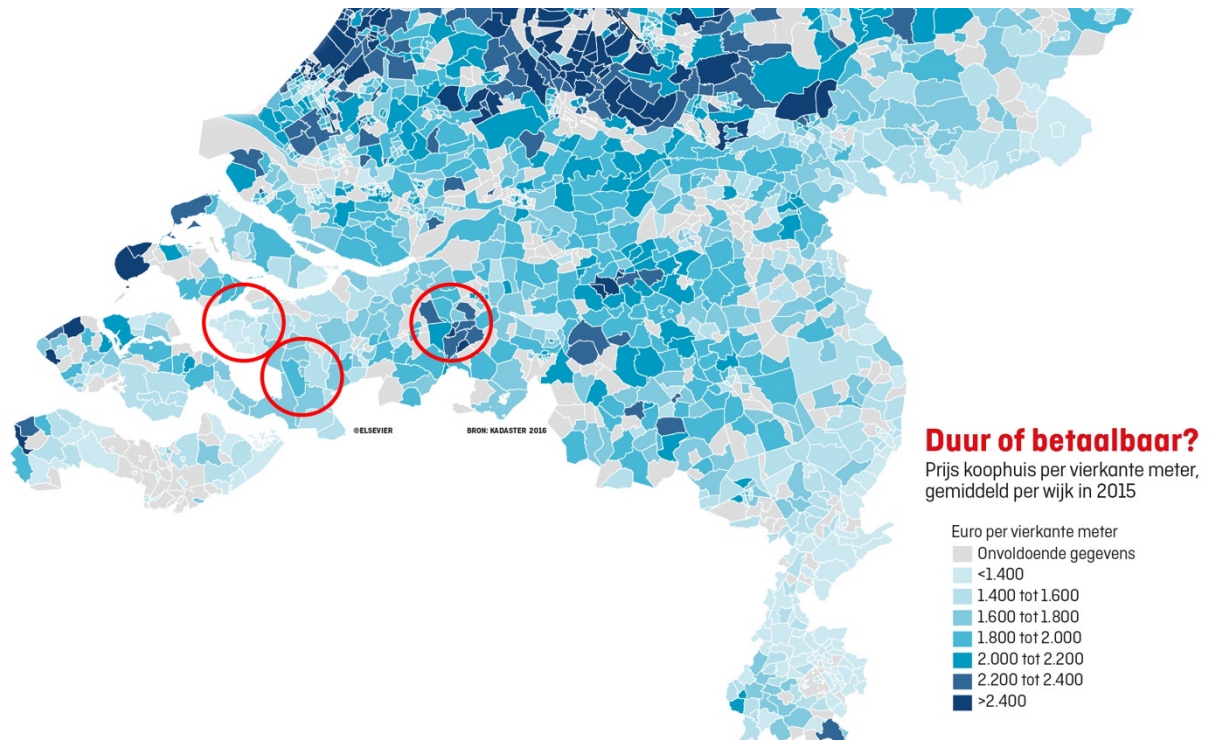 ©ELSEVIER
BRON: KADASTER 2016
Duur of betaalbaar?
Prijs koophuis per vierkante meter,
gemiddeld per wijk in 2015
Euro per vierkante meter
Onvoldoende gegevens
<1.400
1.400 tot 1.600
1.600 tot 1.800
1.800 tot 2.000
2.000 tot 2.200
2.200 tot 2.400
>2.400